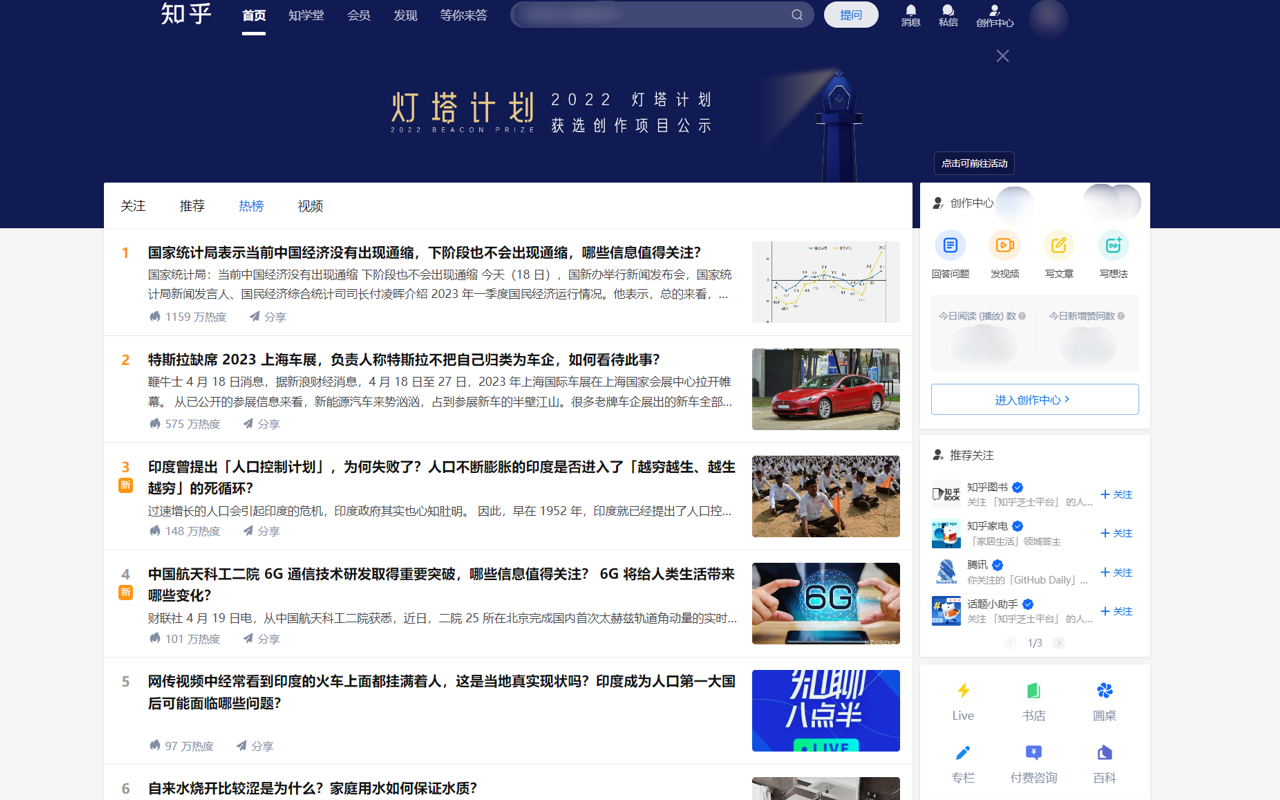 知乎
首页 知学堂 会员 发现 等你来答
提问
消息 私信 创作中心
灯塔计划
2022 BEACON PRIZE
2022 灯塔计划
获选创作项目公示
点击可前往活动
关注 推荐 热榜 视频
1
国家统计局表示当前中国经济没有出现通缩，下阶段也不会出现通缩，哪些信息值得关注？
国家统计局：当前中国经济没有出现通缩 下阶段也不会出现通缩 今天（18 日），国新办举行新闻发布会，国家统
计局新闻发言人、国民经济综合统计司司长付凌晖介绍 2023 年一季度国民经济运行情况。他表示，总的来看，...
1159 万热度 分享
2
特斯拉缺席 2023 上海车展，负责人称特斯拉不把自己归类为车企，如何看待此事？
鞭牛士 4 月 18 日消息，据新浪财经消息，4 月 18 日至 27 日，2023 年上海国际车展在上海国家会展中心拉开帷
幕。 从已公开的参展信息来看，新能源汽车来势汹汹，占到参展新车的半壁江山。很多老牌车企展出的新车全部...
575 万热度 分享
3
新
印度曾提出「人口控制计划」，为何失败了？人口不断膨胀的印度是否进入了「越穷越生、越生
越穷」的死循环？
过速增长的人口会引起印度的危机，印度政府其实也心知肚明。 因此，早在 1952 年，印度就已经提出了人口控...
148 万热度 分享
4
新
中国航天科工二院 6G 通信技术研发取得重要突破，哪些信息值得关注？ 6G 将给人类生活带来
哪些变化？
财联社 4 月 19 日电，从中国航天科工二院获悉，近日，二院 25 所在北京完成国内首次太赫兹轨道角动量的实时...
101 万热度 分享
6G
5
网传视频中经常看到印度的火车上面都挂满着人，这是当地真实现状吗？印度成为人口第一大国
后可能面临哪些问题？
97 万热度 分享
知聊
八点半
LIVE
6
自来水烧开比较涩是为什么？家庭用水如何保证水质？
创作中心
回答问题 发视频 写文章 写想法
今日阅读 (播放) 数 今日新增赞同数
进入创作中心
推荐关注
知乎
BOOK
知乎图书
关注「知乎芝士平台」的人...
+ 关注
知乎家电
「家居生活」领域答主
+ 关注
腾讯
你关注的「GitHub Daily」...
+ 关注
话题小助手
关注「知乎芝士平台」的人...
+ 关注
1/3
Live 书店 圆桌
专栏 付费咨询 百科